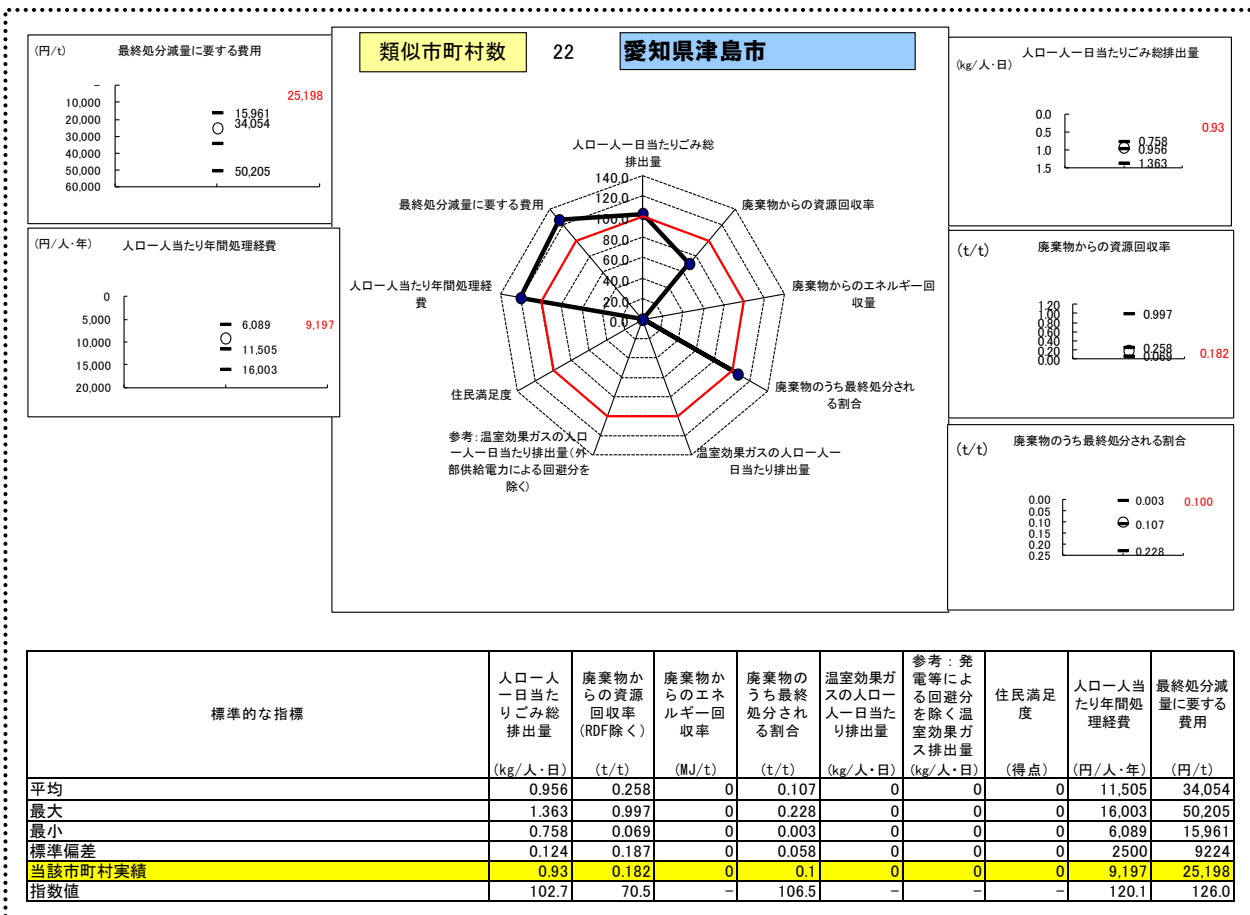 類似市町村数 22 愛知県津島市
(円/t) 最終処分減量に要する費用
25,198
-
10,000
20,000
30,000
40,000
50,000
60,000
15,961
34,054
50,205
(円/人・年) 人口一人当たり年間処理経費
0
5,000
10,000
15,000
20,000
6,089
11,505
16,003
9,197
人口一人一日当たりごみ総
排出量
廃棄物からの資源回収率
廃棄物からのエネルギー回
収量
廃棄物のうち最終処分され
る割合
温室効果ガスの人口一人一
日当たり排出量
参考:温室効果ガスの人口
一人一日当たり排出量(外
部供給電力による回避分を
除く)
住民満足度
人口一人当たり年間処理経
費
最終処分減量に要する費用
140.0
120.0
100.0
80.0
60.0
40.0
20.0
0.0
人口一人一日当たりごみ総排出量
(kg/人・日)
0.0
0.5
1.0
1.5
0.758
0.956
1.363
0.93
廃棄物からの資源回収率
(t/t)
1.20
1.00
0.80
0.60
0.40
0.20
0.00
0.997
0.258
0.069
0.182
廃棄物のうち最終処分される割合
(t/t)
0.00
0.05
0.10
0.15
0.20
0.25
0.003
0.107
0.228
0.100
標準的な指標
人口一人
一日当た
りごみ総
排出量
(kg/人・日)
廃棄物か
らの資源
回収率
(RDF除く)
(t/t)
廃棄物か
らのエネ
ルギー回
収率
(MJ/t)
廃棄物の
うち最終
処分され
る割合
(t/t)
温室効果ガ
スの人口一
人一日当た
り排出量
(kg/人・日)
参考:発
電等によ
る回避分
を除く温
室効果ガ
ス排出量
(kg/人・日)
住民満足
度
(得点)
人口一人当
たり年間処
理経費
(円/人・年)
最終処分減
量に要する
費用
(円/t)
平均 0.956 0.258 0 0.107 0 0 0 11,505 34,054
最大 1.363 0.997 0 0.228 0 0 0 16,003 50,205
最小 0.758 0.069 0 0.003 0 0 0 6,089 15,961
標準偏差 0.124 0.187 0 0.058 0 0 0 2500 9224
当該市町村実績 0.93 0.182 0 0.1 0 0 0 9,197 25,198
指数値 102.7 70.5 - 106.5 - - - 120.1 126.0